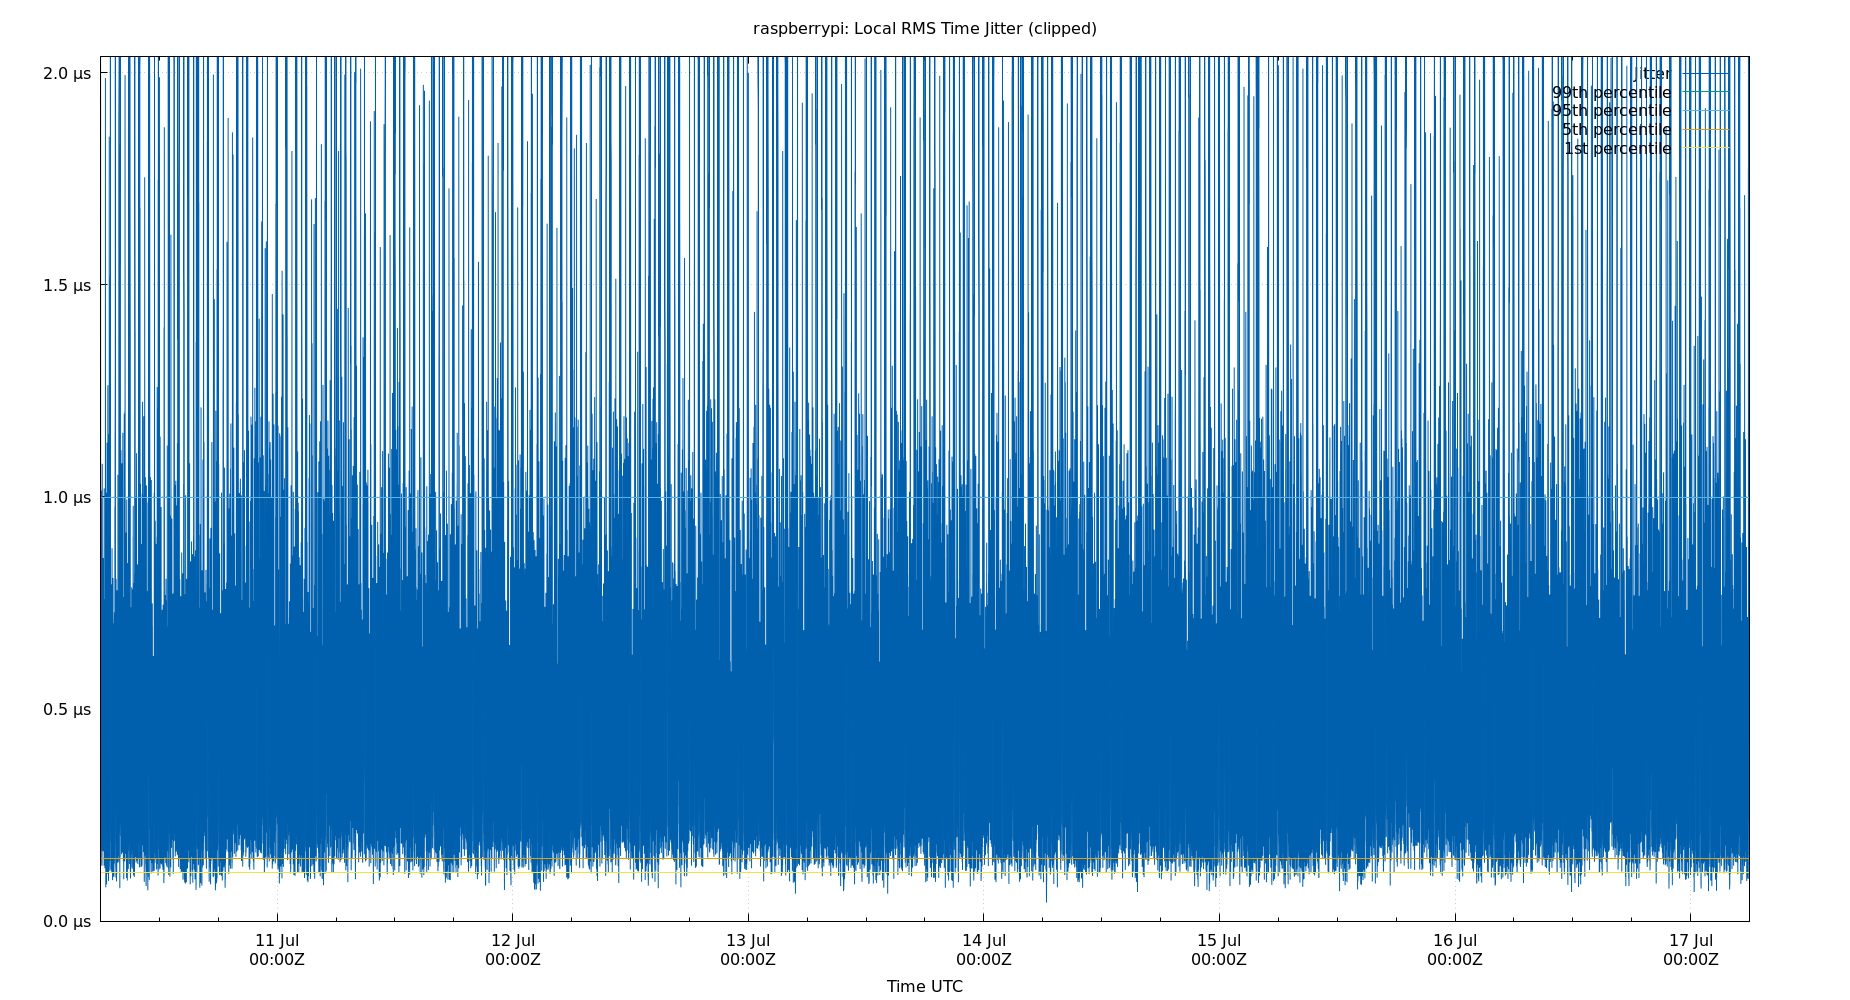 raspberrypi: Local RMS Time Jitter (clipped)
2.0 µs
jitter
99th percentile
95th percentile
5th percentile
1st percentile
1.5 µs
1.0 µs
0.5 µs
0.0 µs
11 Jul 12 Jul 13 Jul 14 Jul 15 Jul 16 Jul 17 Jul
00:00Z 00:00Z 00:00Z 00:00Z 00:00Z 00:00Z 00:00Z
Time UTC